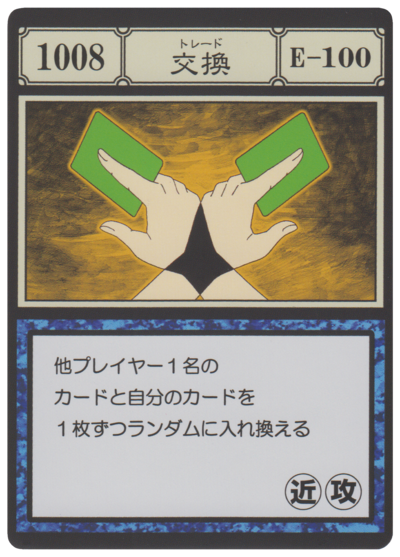 1008
トレード
交換
E-100
他プレイヤー1名の
カードと自分のカードを
1枚ずつランダムに入れ換える
近 攻